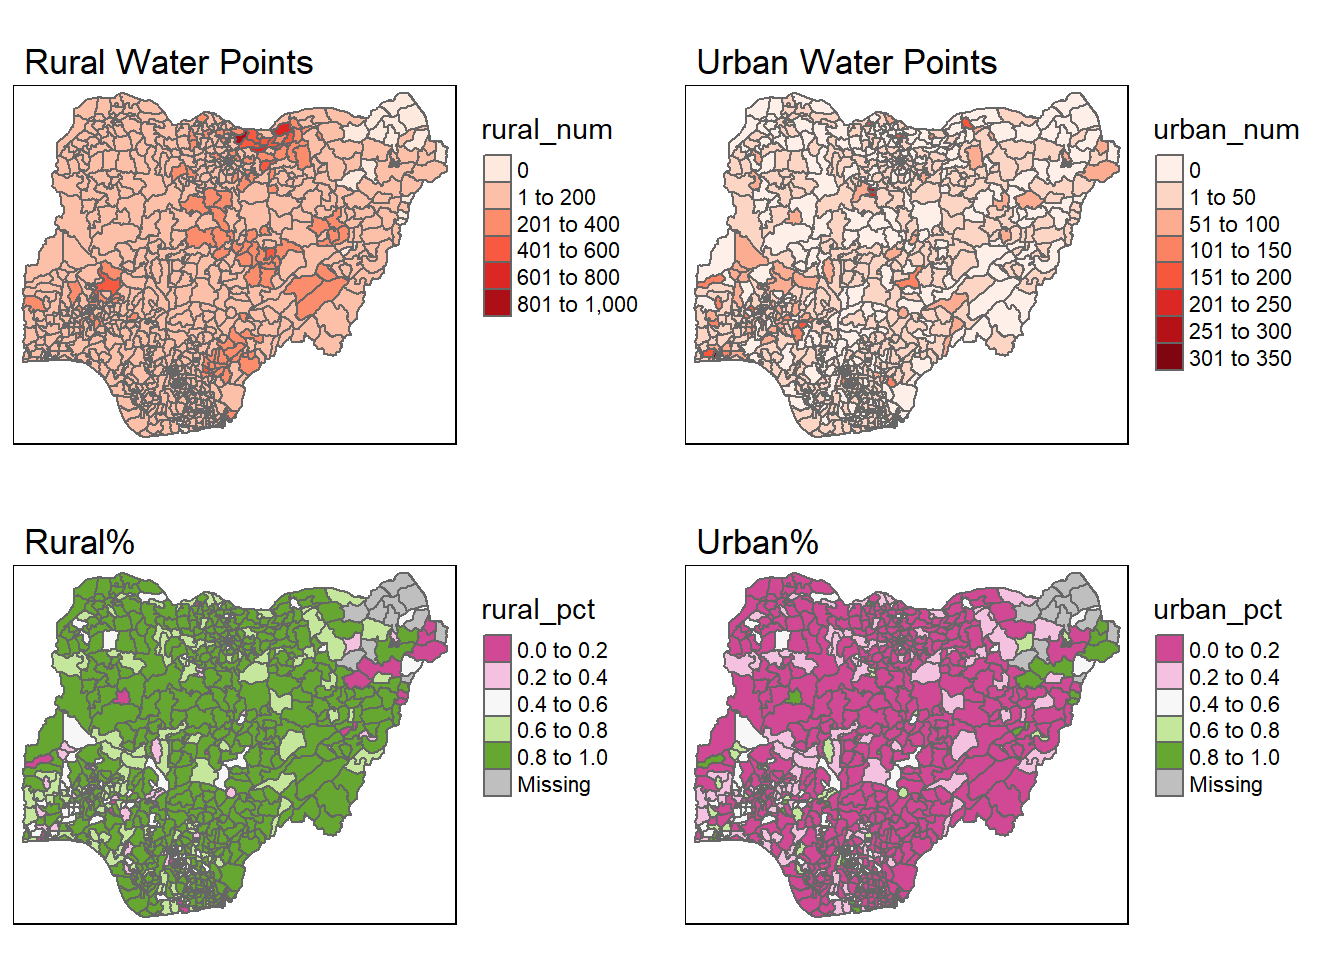 Rural Water Points
rural_num
0
1 to 200
201 to 400
401 to 600
601 to 800
801 to 1,000
Urban Water Points
urban_num
0
1 to 50
51 to 100
101 to 150
151 to 200
201 to 250
251 to 300
301 to 350
Rural%
rural_pct
0.0 to 0.2
0.2 to 0.4
0.4 to 0.6
0.6 to 0.8
0.8 to 1.0
Missing
Urban%
urban_pct
0.0 to 0.2
0.2 to 0.4
0.4 to 0.6
0.6 to 0.8
0.8 to 1.0
Missing